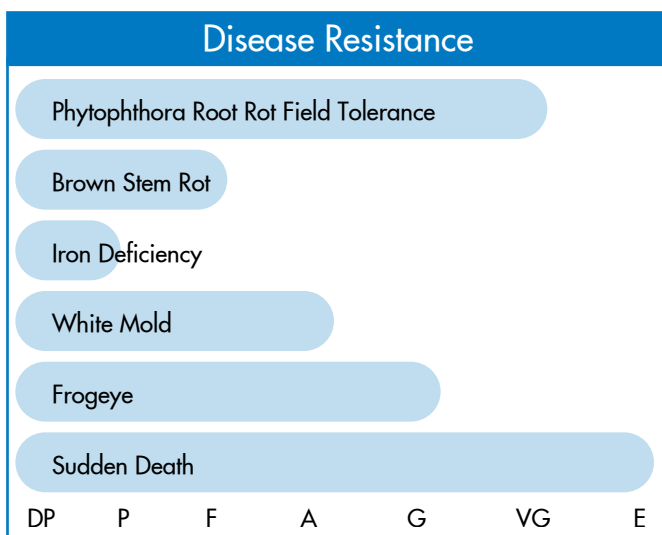 Disease Resistance
Phytophthora Root Rot Field Tolerance
Brown Stem Rot
Iron Deficiency
White Mold
Frogeye
Sudden Death
DP P F A G VG E